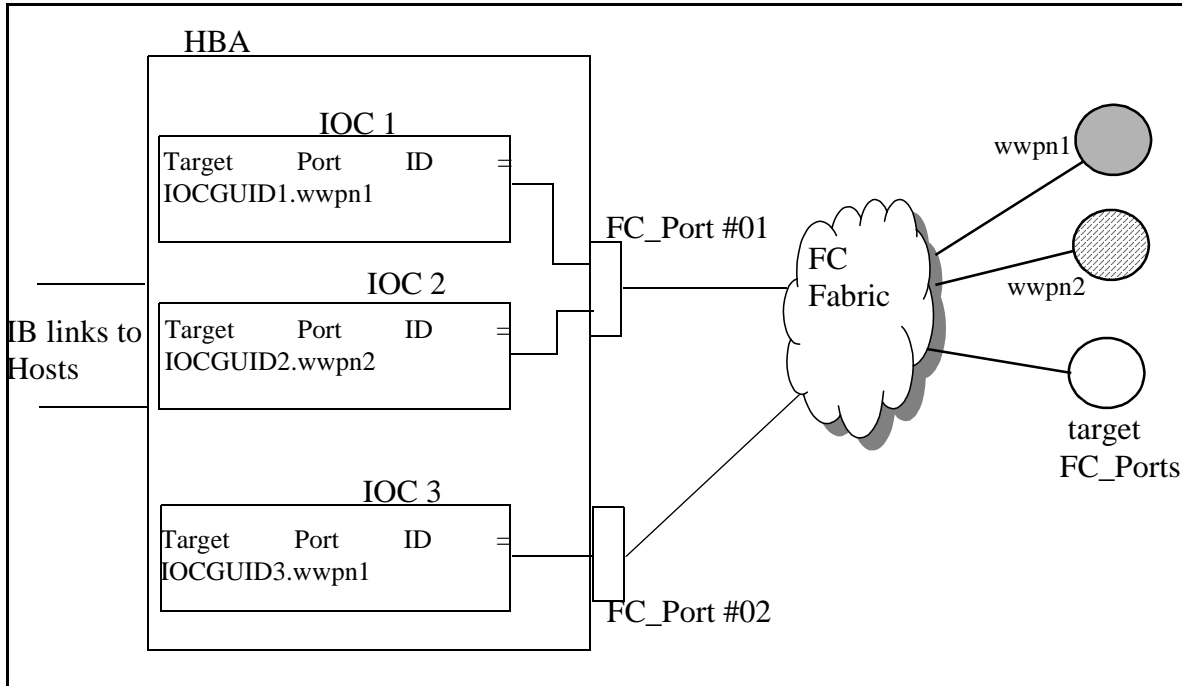 HBA
IOC 1
Target Port ID =
IOCGUID1.wwpn1
FC_Port #01
IOC 2
Target Port ID =
IOCGUID2.wwpn2
IB links to
Hosts
IOC 3
Target Port ID =
IOCGUID3.wwpn1
FC_Port #02
FC
Fabric
wwpn1
wwpn2
target
FC_Ports